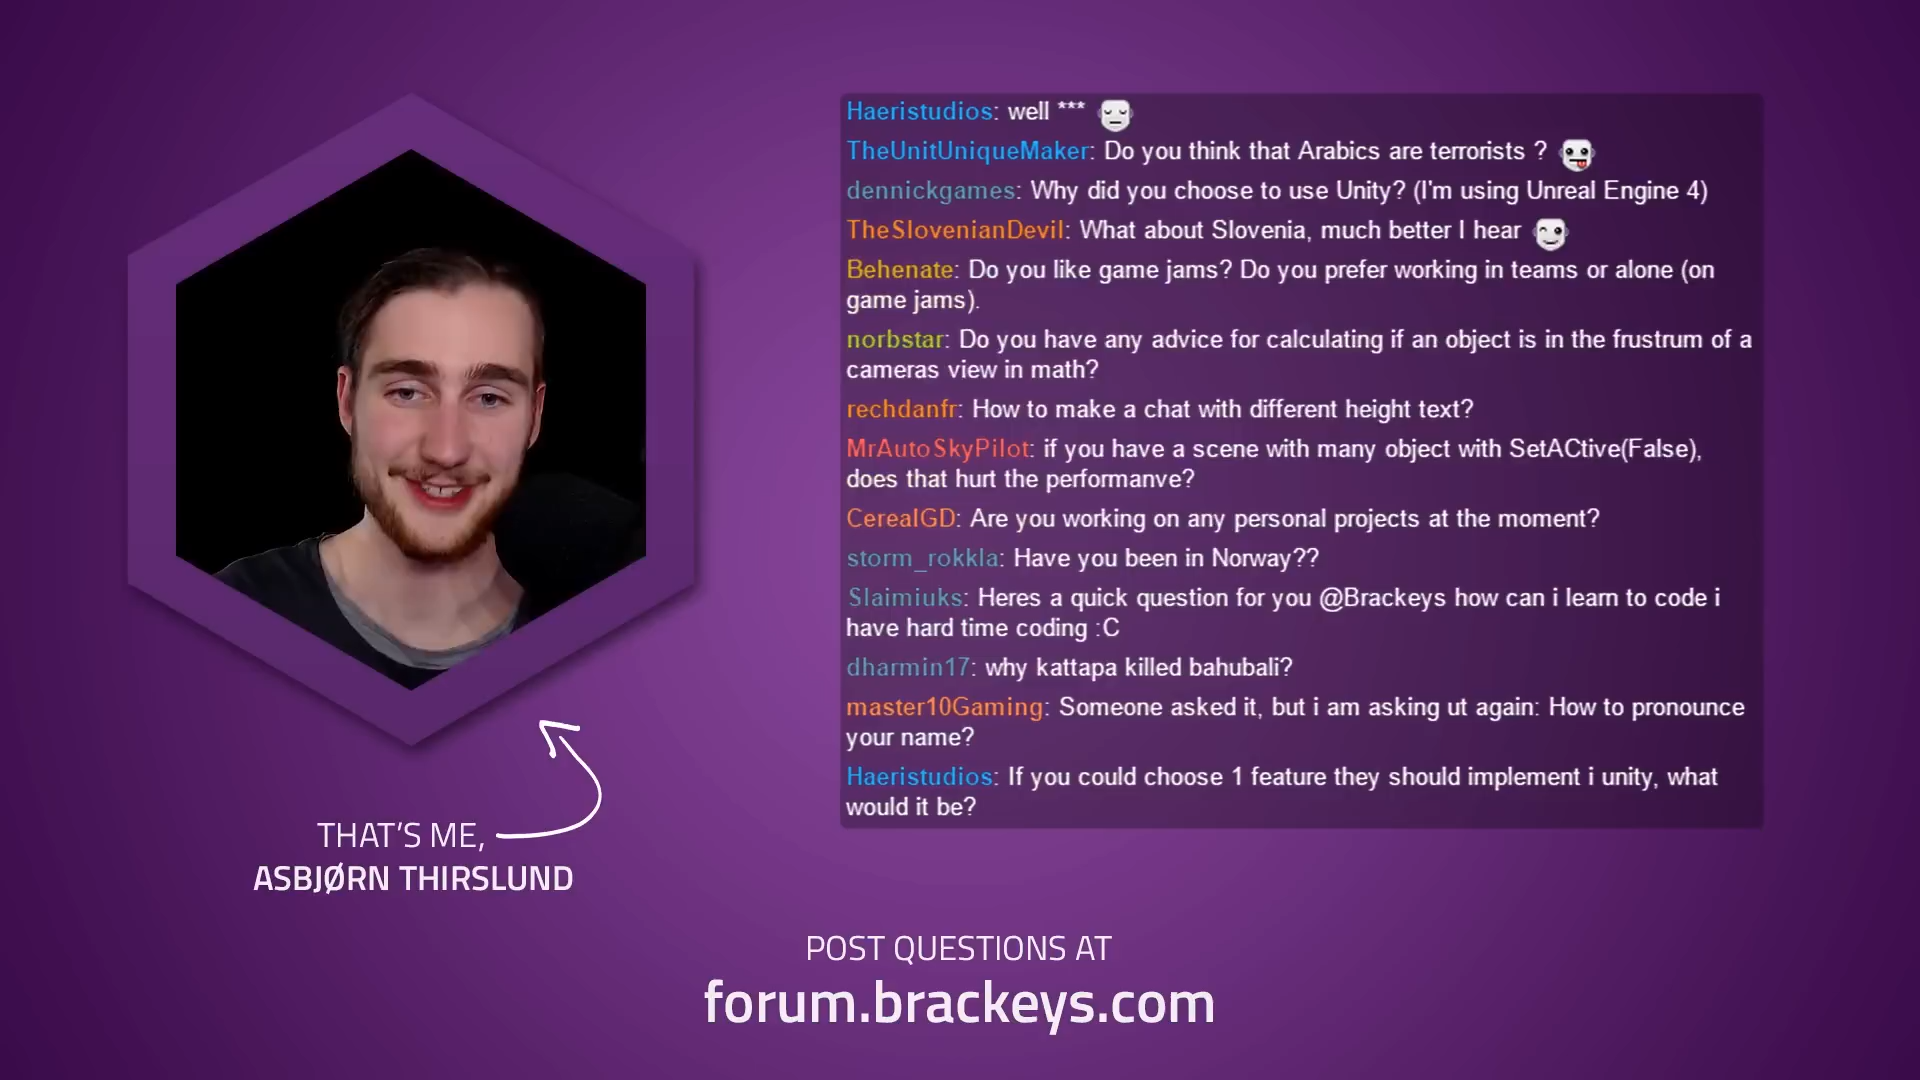 Haeristudios: well ***
TheUnitUniqueMaker: Do you think that Arabics are terrorists ?
dennickgames: Why did you choose to use Unity? (I'm using Unreal Engine 4)
TheSlovenianDevil: What about Slovenia, much better I hear
Behenate: Do you like game jams? Do you prefer working in teams or alone (on
game jams).
norbstar: Do you have any advice for calculating if an object is in the frustrum of a
cameras view in math?
rechdanfr: How to make a chat with different height text?
MrAutoSkyPilot: if you have a scene with many object with SetACtive(False),
does that hurt the performanve?
CerealGD: Are you working on any personal projects at the moment?
storm_rokkla: Have you been in Norway??
Slaimiuks: Heres a quick question for you @Brackeys how can i learn to code i
have hard time coding :C
dharmin17: why kattapa killed bahubali?
master10Gaming: Someone asked it, but i am asking ut again: How to pronounce
your name?
Haeristudios: If you could choose 1 feature they should implement i unity, what
would it be?
THAT'S ME,
ASBJØRN THIRSLUND
POST QUESTIONS AT
forum.brackeys.com